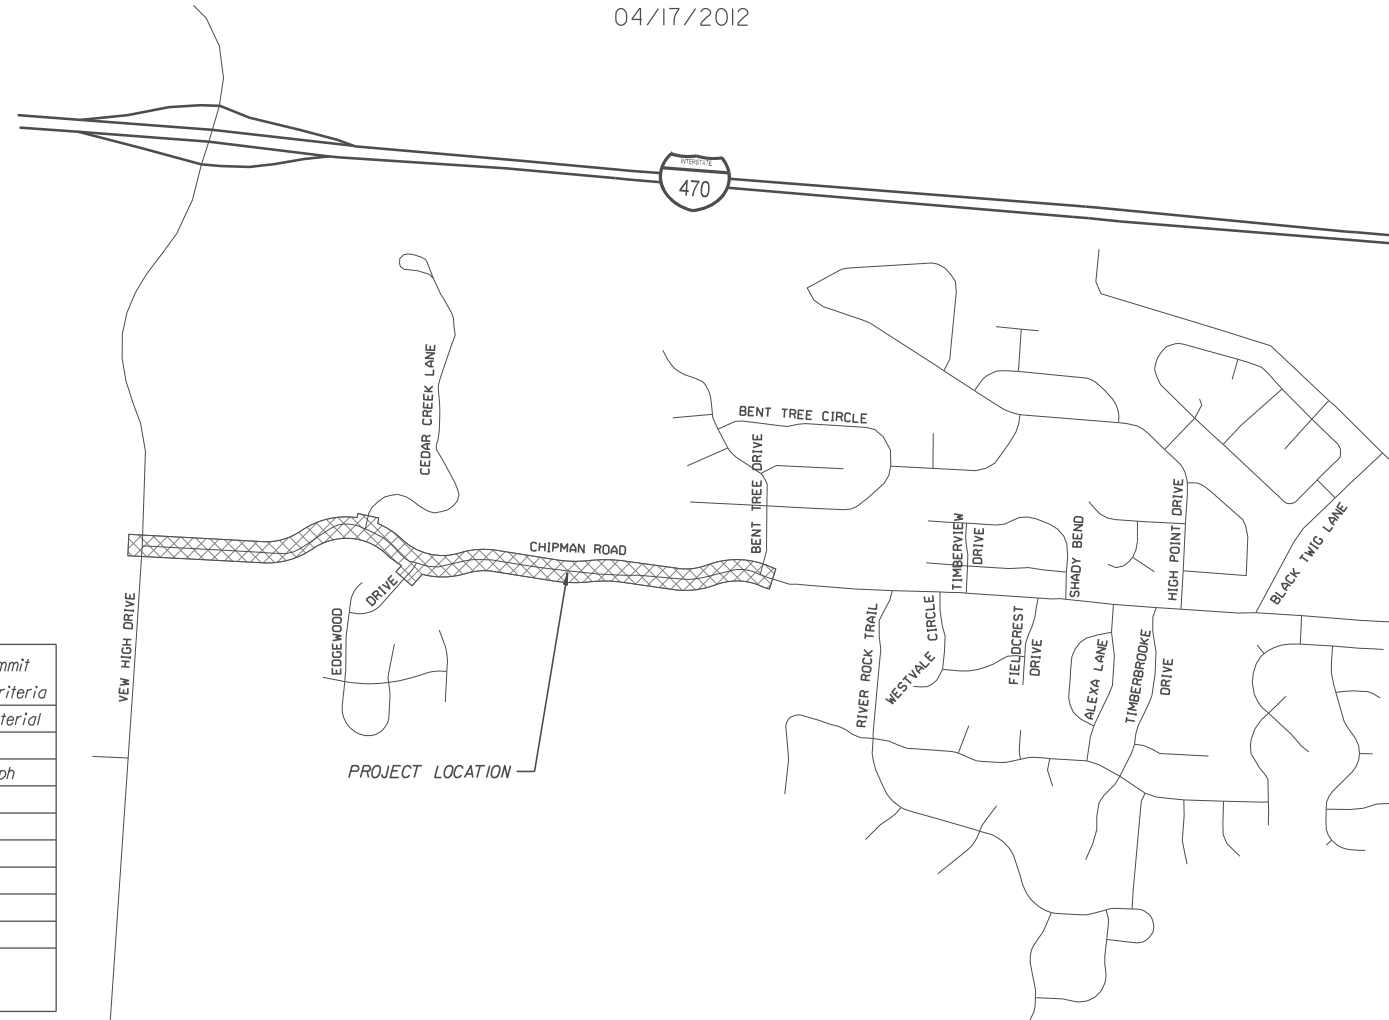 04/17/2012
INTERSTATE
470
CEDAR CREEK LANE
BENT TREE CIRCLE
BENT TREE DRIVE
CHIPMAN ROAD
TIMBERVIEW
DRIVE
SHADY BEND
HIGH POINT DRIVE
BLACK TWIG LANE
VEW HIGH DRIVE
EDGEWOOD
DRIVE
RIVER ROCK TRAIL
WESTVALE CIRCLE
FIELDCREST
DRIVE
ALEXA LANE
TIMBERBROOKE
DRIVE
PROJECT LOCATION
mmit
riteria
terial
ph